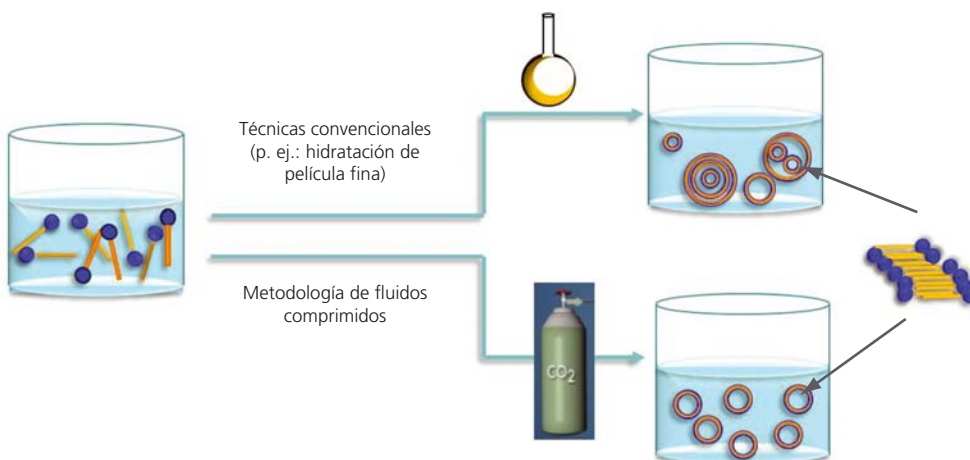 Técnicas convencionales
(p. ej.: hidratación de
película fina)
Metodología de fluidos
comprimidos
CO2